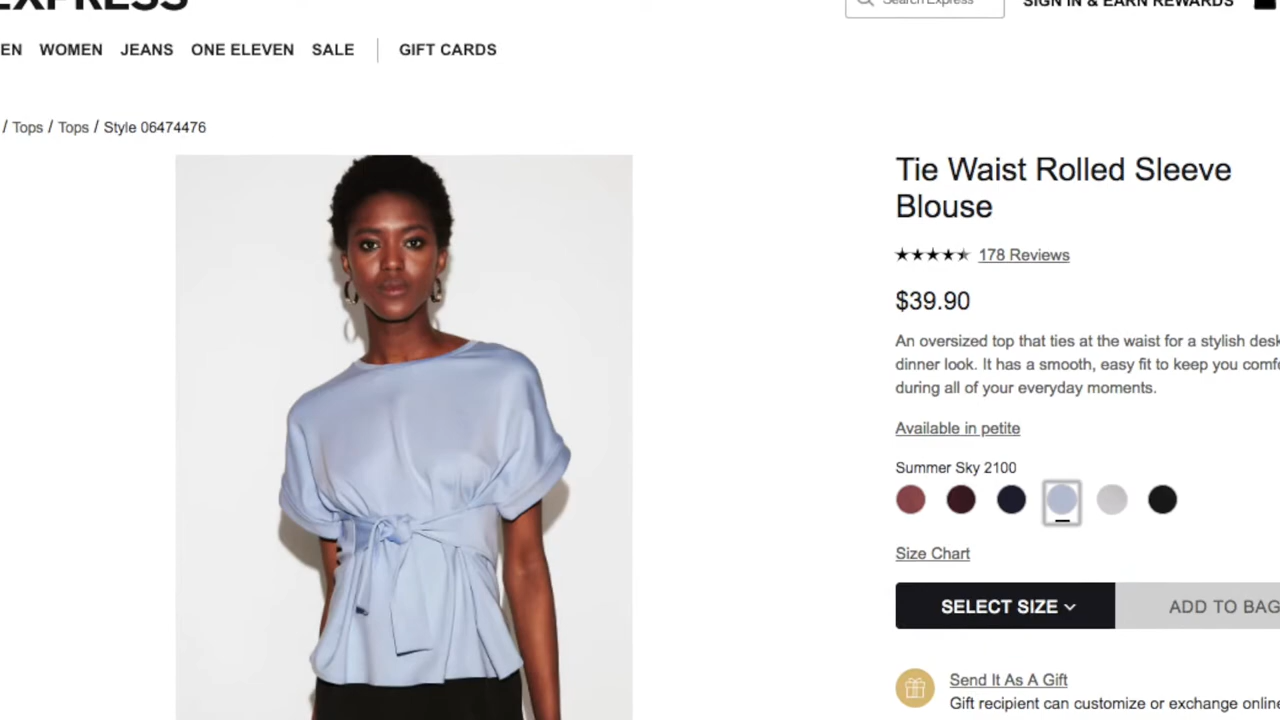 EXPRESS
Search Express
SIGN IN & EARN REWARDS
EN WOMEN JEANS ONE ELEVEN SALE GIFT CARDS
/ Tops / Tops / Style 06474476
Tie Waist Rolled Sleeve
Blouse
178 Reviews
$39.90
An oversized top that ties at the waist for a stylish desk
dinner look. It has a smooth, easy fit to keep you comfo
during all of your everyday moments.
Available in petite
Summer Sky 2100
Size Chart
SELECT SIZE
ADD TO BAG
Send It As A Gift
Gift recipient can customize or exchange online